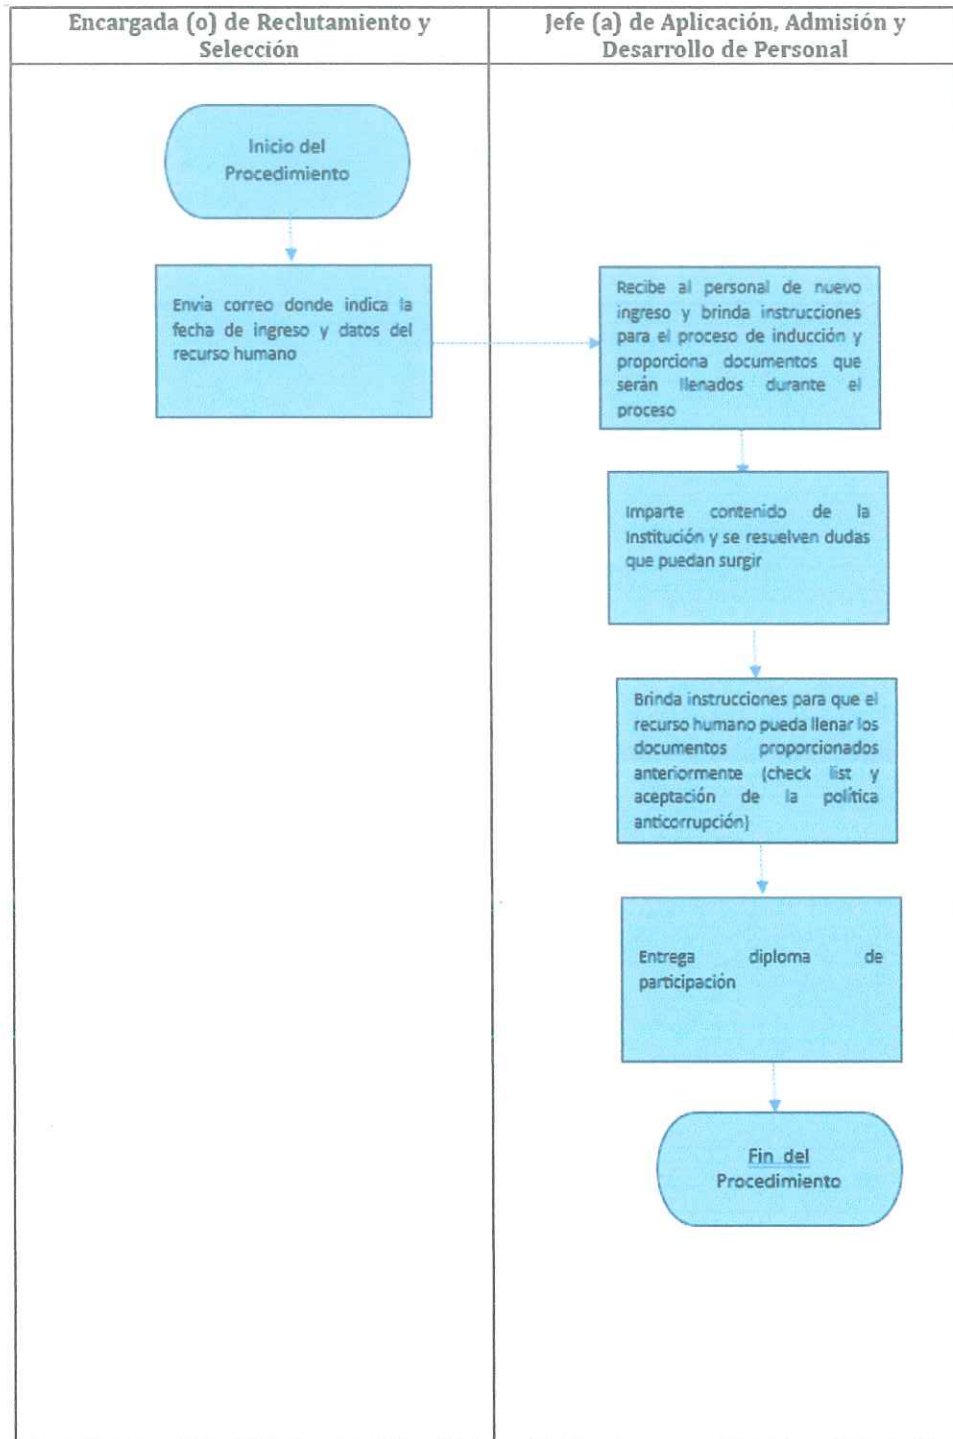 Encargada (o) de Reclutamiento y
Selección
Jefe (a) de Aplicación, Admisión y
Desarrollo de Personal
Inicio del
Procedimiento
Envía correo donde indica la
fecha de ingreso y datos del
recurso humano
Recibe al personal de nuevo
ingreso y brinda instrucciones
para el proceso de inducción y
proporciona documentos que
serán llenados durante el
proceso
Imparte contenido de la
Institución y se resuelven dudas
que puedan surgir
Brinda instrucciones para que el
recurso humano pueda llenar los
documentos proporcionados
anteriormente (check list y
aceptación de la política
anticorrupción)
Entrega diploma de
participación
Fin del
Procedimiento